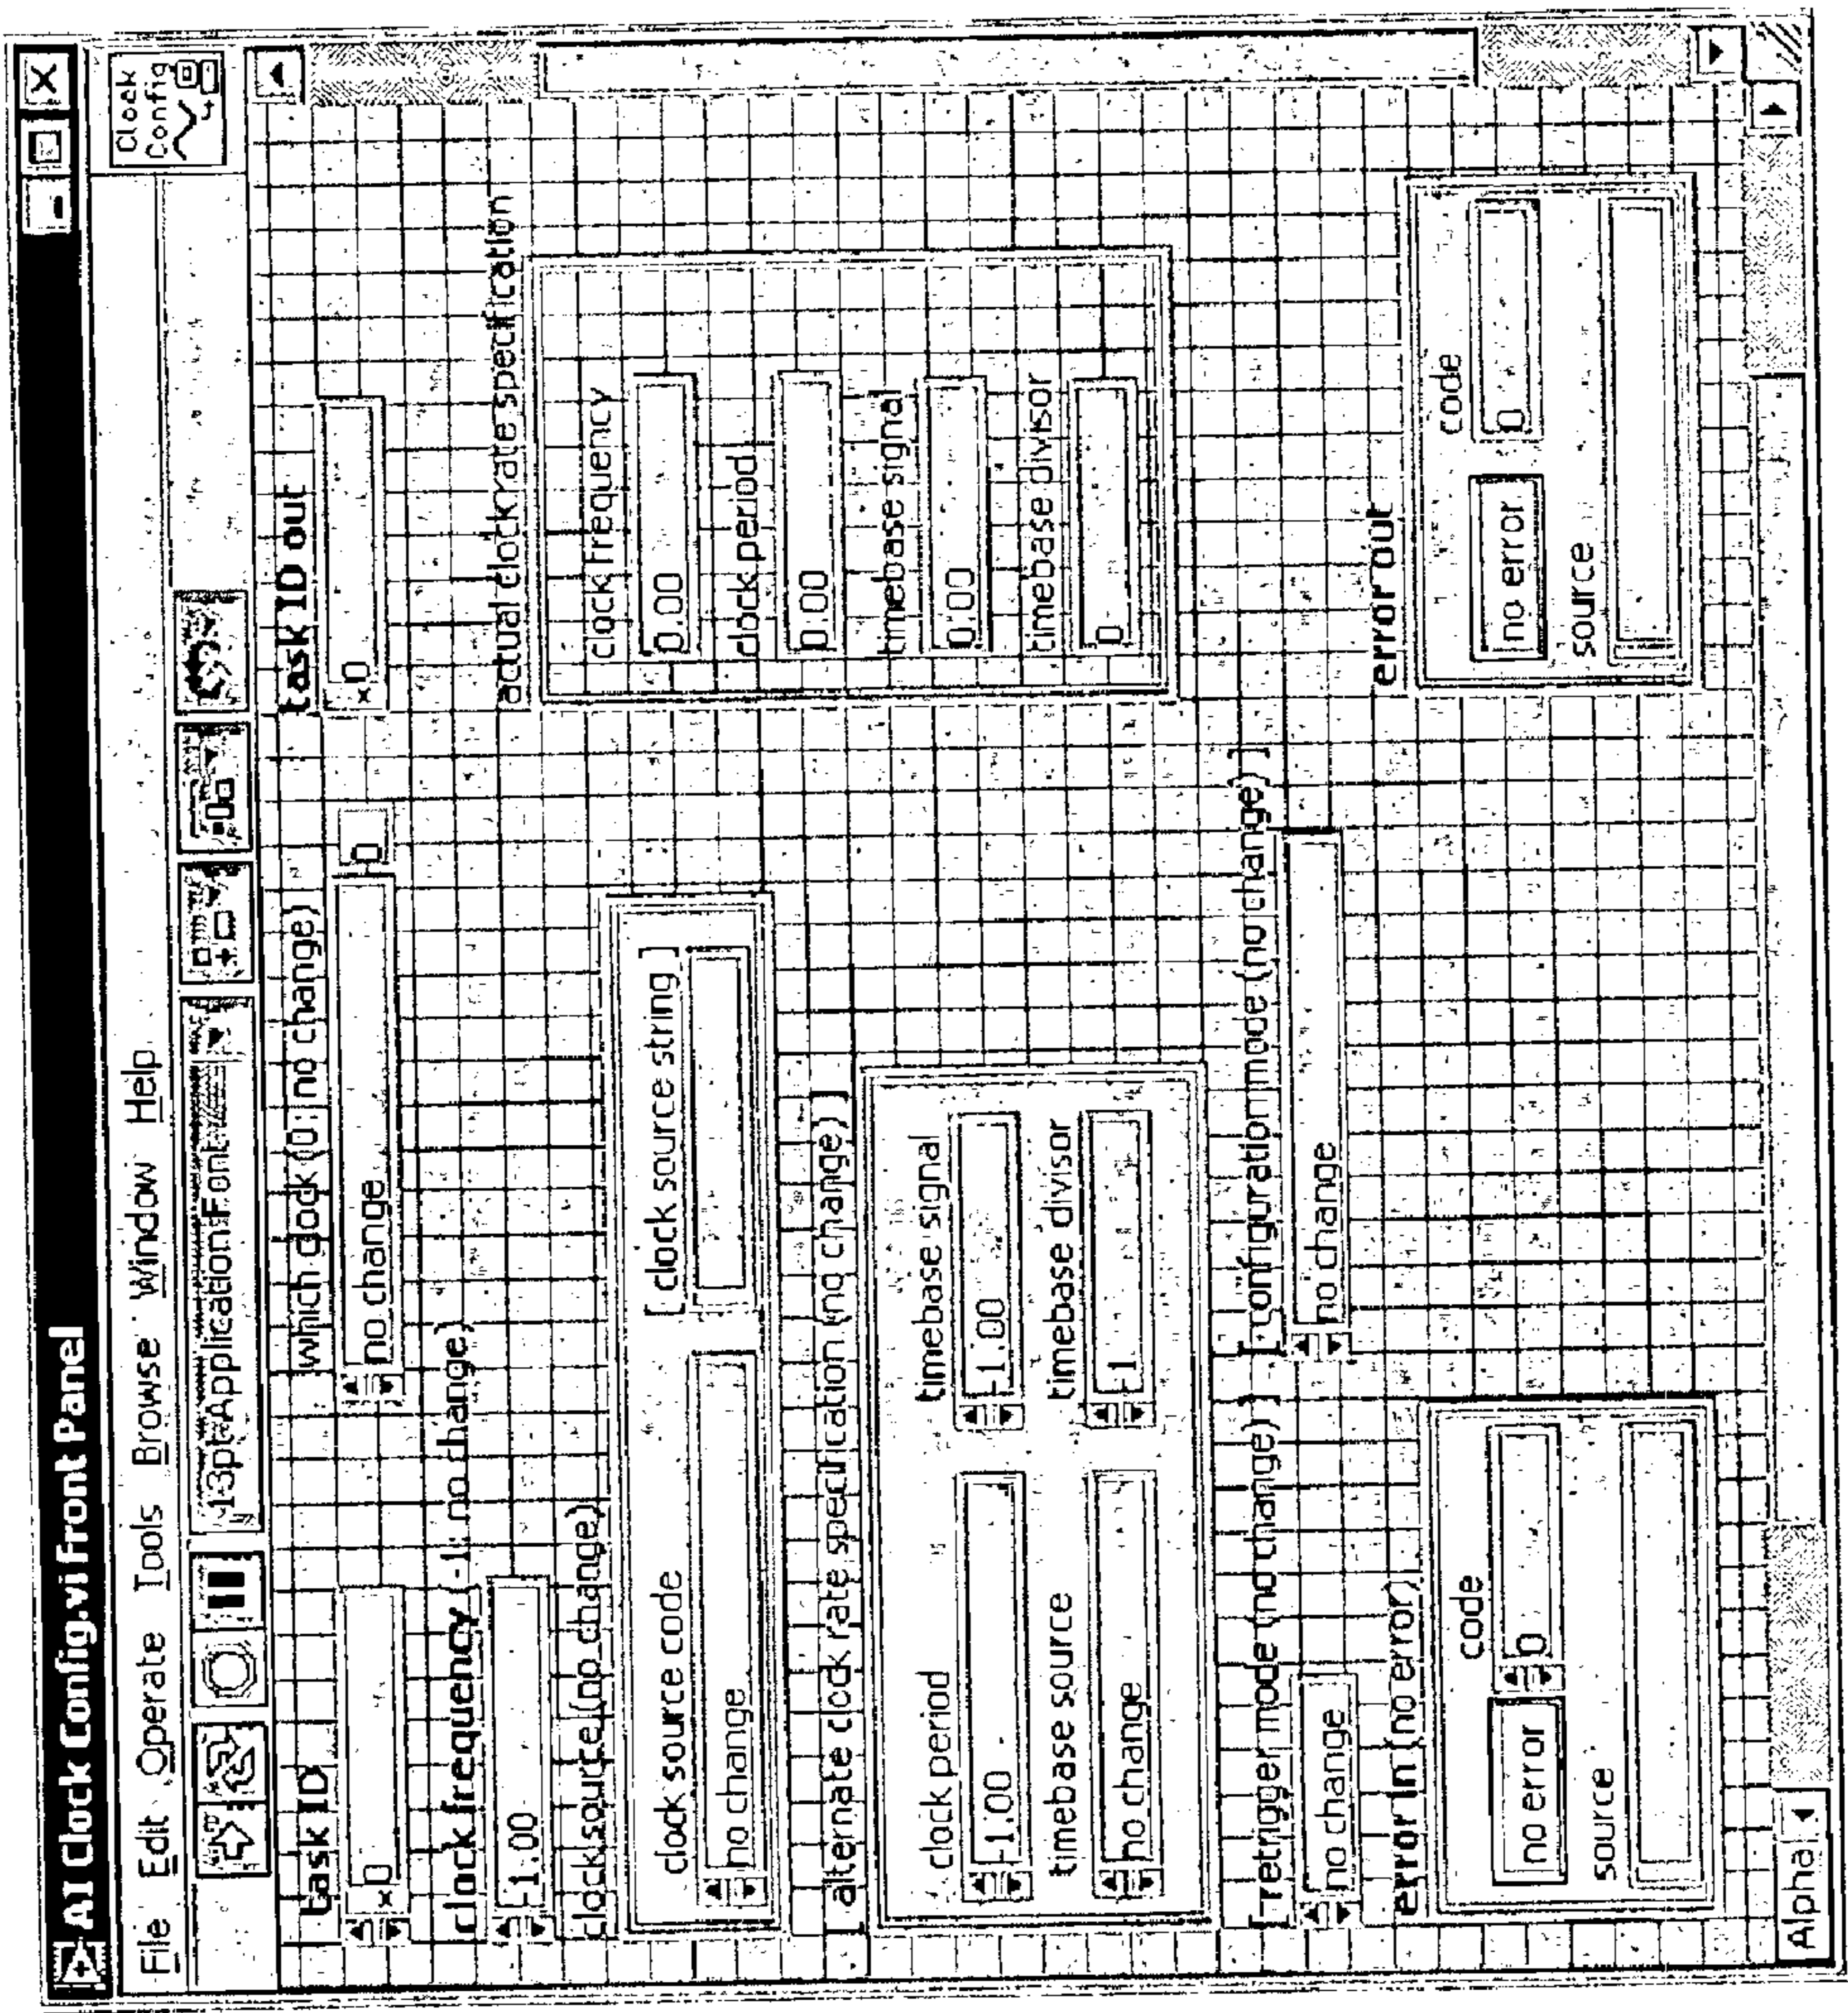 AI Clock Config.vi Front Panel
File Edit Operate Tools Browse Window Help
13pt Application Font
Clock
Config
task ID
x0
which clock (0: no change)
no change
0
task ID out
x0
clock frequency (-1: no change)
-1.00
clock source (no change)
clock source code
no change
[clock source string]
actual clock rate specification
clock frequency
0.00
clock period
0.00
timebase signal
0.00
timebase divisor
0
[alternate clock rate specification (no change)]
clock period
-1.00
timebase signal
-1.00
timebase source
no change
timebase divisor
-1
[retrigger mode (no change)]
no change
[configuration mode (no change)]
no change
error in (no error)
no error
code
0
source
error out
no error
code
0
source
Alpha